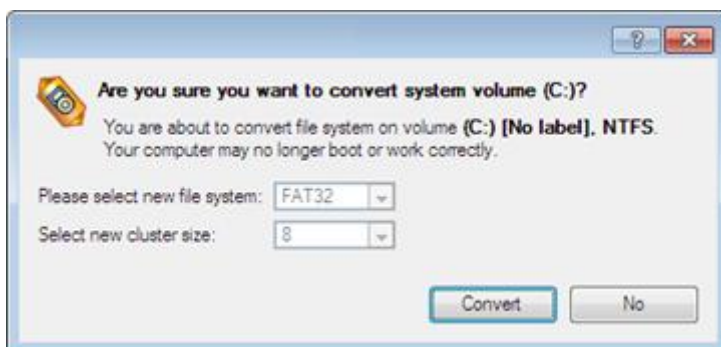 Are you sure you want to convert system volume (C:)?
You are about to convert file system on volume (C:) [No label], NTFS.
Your computer may no longer boot or work correctly.
Please select new file system: FAT32
Select new cluster size: 8
Convert No